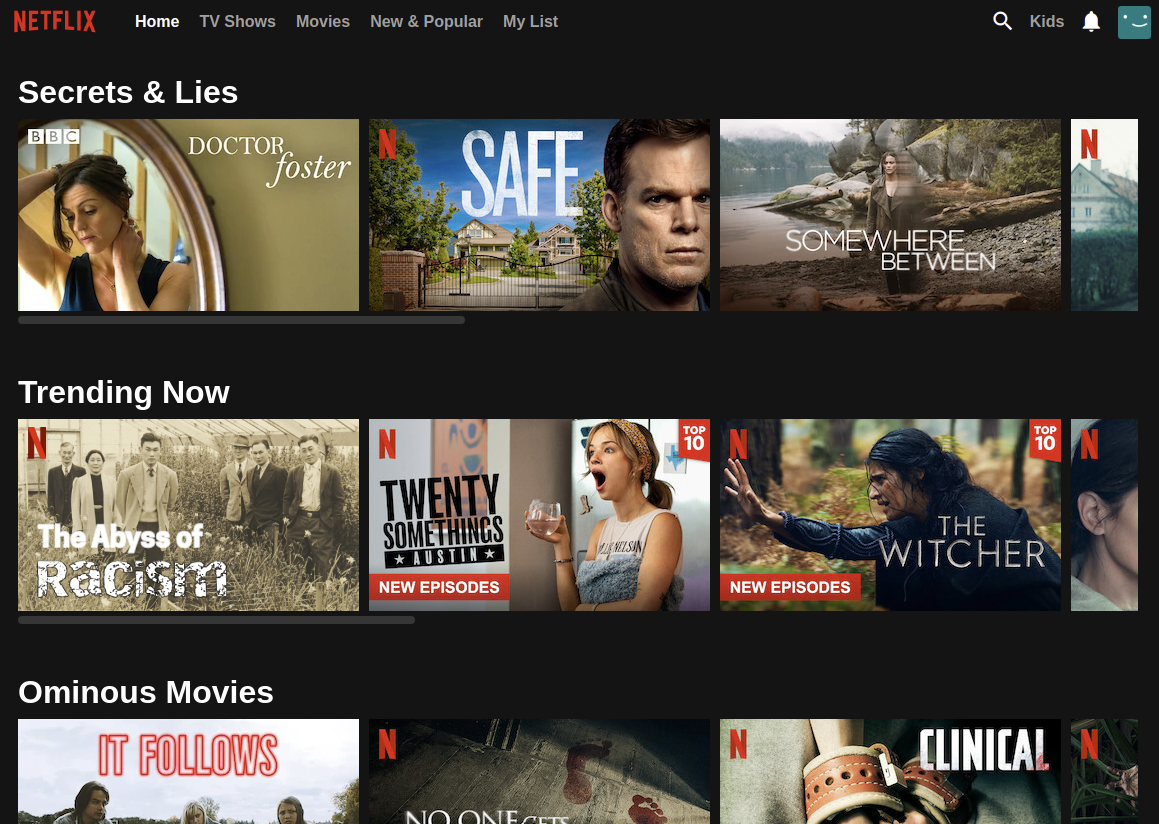 NETFLIX
Home TV Shows Movies New & Popular My List
Kids
Secrets & Lies
BBC
DOCTOR
foster
N
SAFE
SOMEWHERE
BETWEEN
N
Trending Now
N
The Abyss of
Racism
N
TOP
10
TWENTY
SOMETHINGS
AUSTIN
NEW EPISODES
N
TOP
10
THE
WITCHER
NEW EPISODES
N
Ominous Movies
IT FOLLOWS
N
NO ONE GETS
N
CLINICAL
N